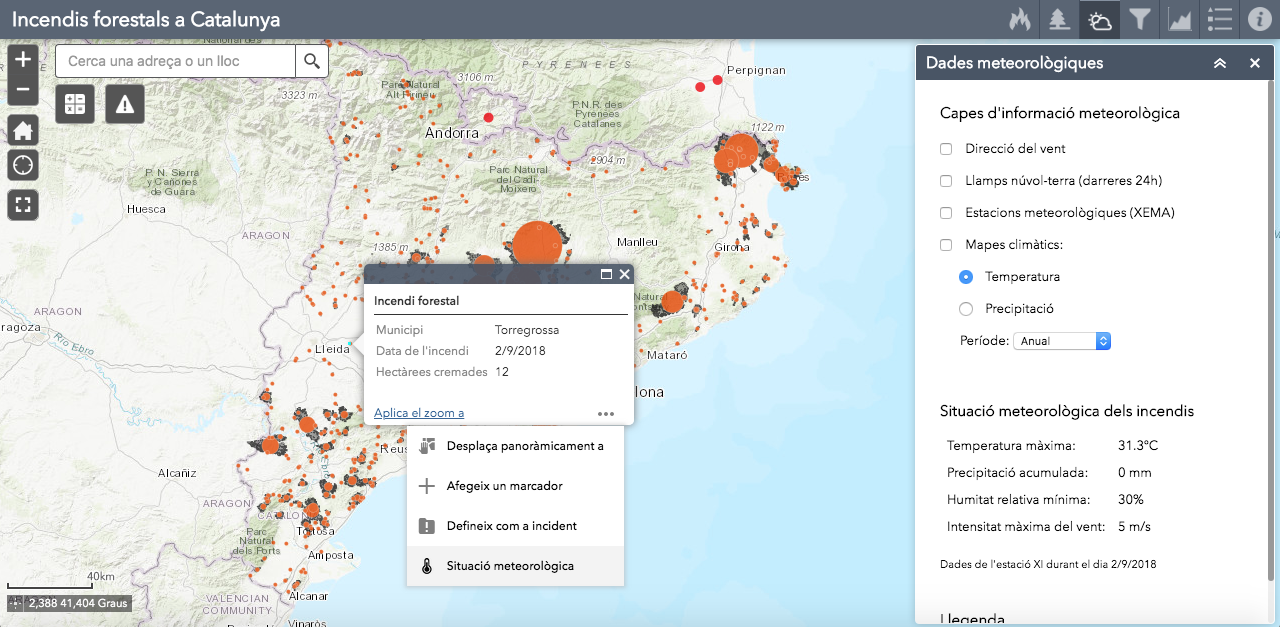 Incendis forestals a Catalunya
Cerca una adreça o un lloc
3106 m
PYRENEES
Perpignan
Parc Natural
Alt Pirineu
3323 m
P.N.R. des
Pyrénées
Catalanes
Andorra
1122 m
2904 m
P. N. Sierra
y Cañones
de Guara
Parc Natural
del Cadí-
Moixero
Huesca
ARAGON
1385 m
Manlleu
Girona
Incendi forestal
Municipi Torregrossa
Data de l'incendi 2/9/2018
Hectàrees cremades 12
Aplica el zoom a
Natural
ARAGON
Río Ebro
Lleida
Mataró
Reus
Desplaça panoràmicament a
Afegeix un marcador
Defineix com a incident
Situació meteorològica
Alcañiz
ARAGON
Tortosa
Parc
Natural
dels Ports
Amposta
40km
2,388 41,404 Graus
VALENCIAN
COMMUNITY
Alcanar
Vinaròs
Dades meteorològiques
Capes d'informació meteorològica
Direcció del vent
Llamps núvol-terra (darreres 24h)
Estacions meteorològiques (XEMA)
Mapes climàtics:
Temperatura
Precipitació
Període: Anual
Situació meteorològica dels incendis
Temperatura màxima: 31.3ºC
Precipitació acumulada: 0 mm
Humitat relativa mínima: 30%
Intensitat màxima del vent: 5 m/s
Dades de l'estació XI durant el dia 2/9/2018
Llegenda